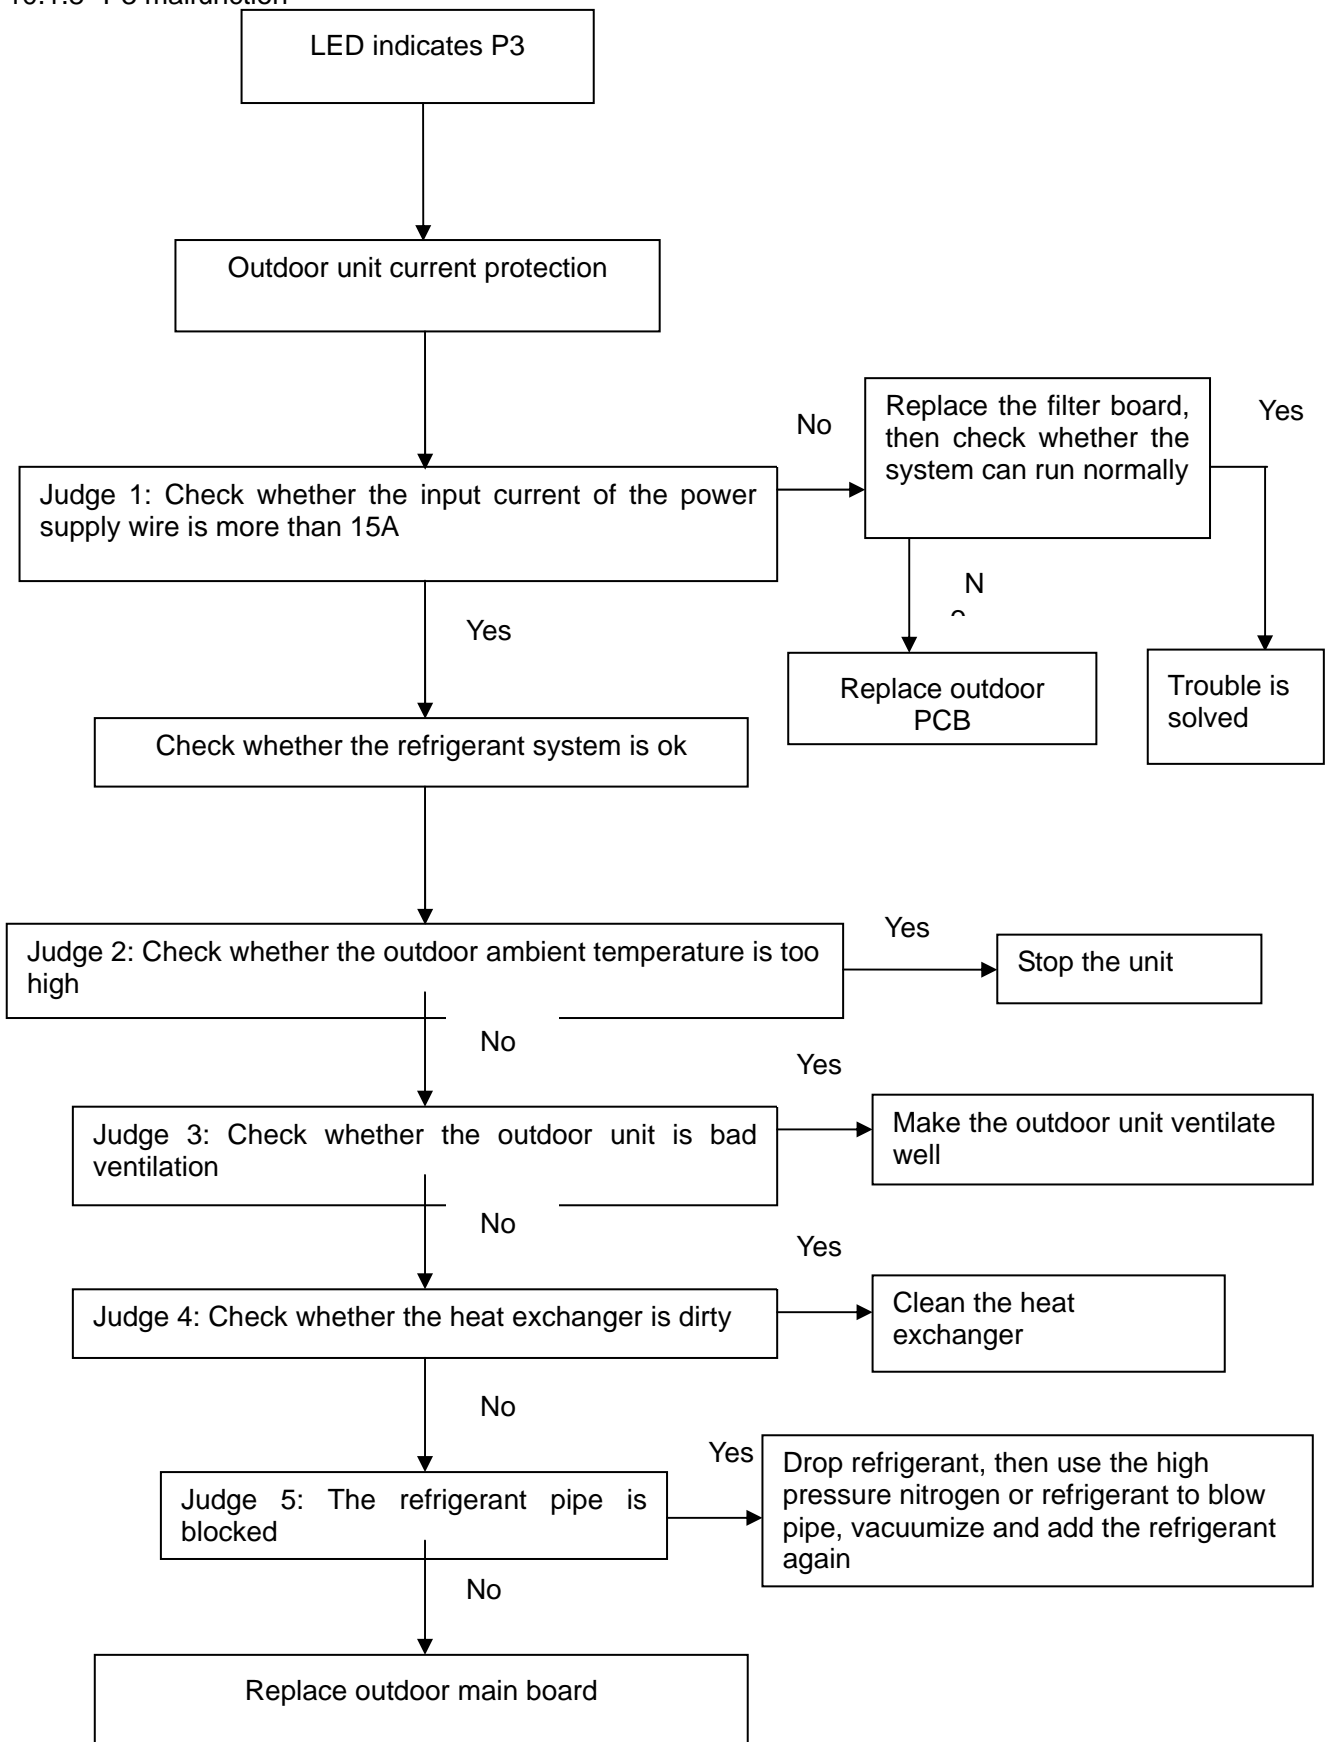 LED indicates P3
Outdoor unit current protection
No
Replace the filter board,
then check whether the
system can run normally
Yes
Judge 1: Check whether the input current of the power
supply wire is more than 15A
N
Yes
Replace outdoor
PCB
Trouble is
solved
Check whether the refrigerant system is ok
Yes
Judge 2: Check whether the outdoor ambient temperature is too
high
Stop the unit
No
Yes
Judge 3: Check whether the outdoor unit is bad
ventilation
Make the outdoor unit ventilate
well
No
Yes
Judge 4: Check whether the heat exchanger is dirty
Clean the heat
exchanger
No
Yes
Drop refrigerant, then use the high
pressure nitrogen or refrigerant to blow
pipe, vacuumize and add the refrigerant
again
Judge 5: The refrigerant pipe is
blocked
No
Replace outdoor main board